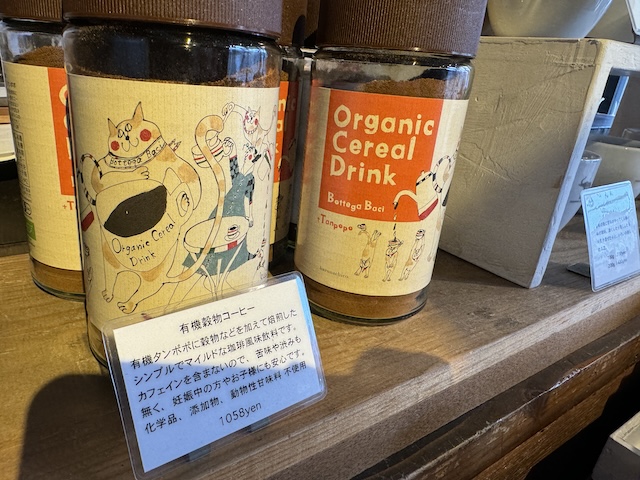 Bottega Baci
Organic Cereal
Drink
Organic
Cereal
Drink
Bottega Baci
+Tanpopo
有機穀物コーヒー
有機タンポポに穀物などを加えて焙煎した
シンプルでマイルドな珈琲風味飲料です。
カフェインを含まないので、苦味や渋みも
無く、妊娠中の方やお子様にも安心です。
化学品、添加物、動物性甘味料 不使用
1058yen